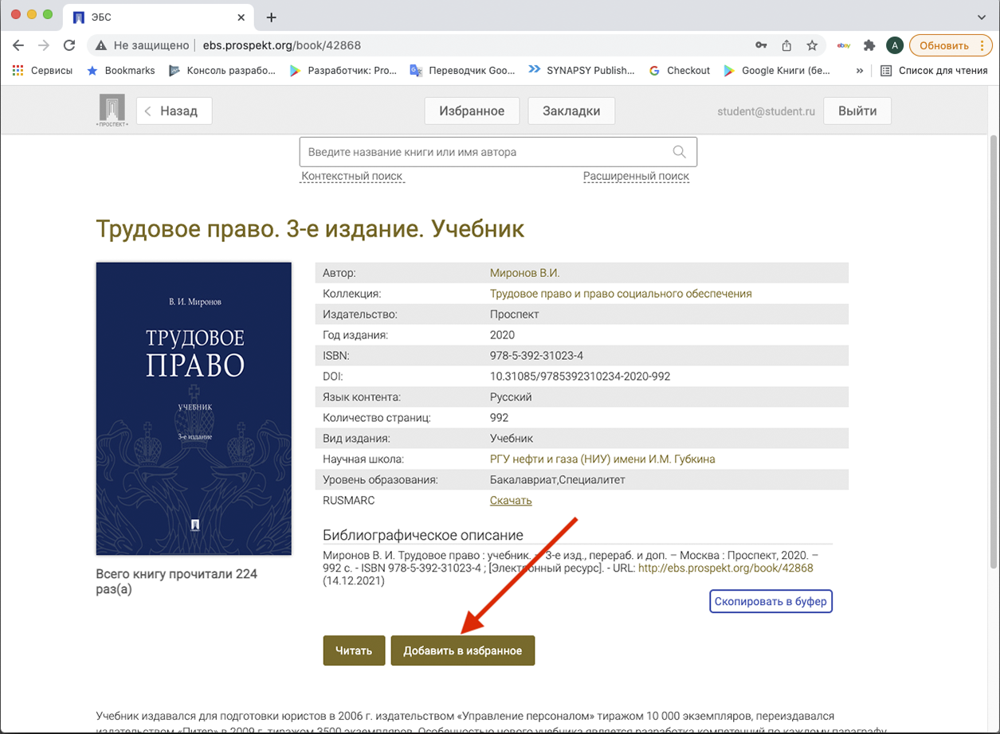 ЭБС
Не защищено ebs.prospekt.org/book/42868 ebay A Обновить
Сервисы Bookmarks Консоль разрабо... Разработчик: Pro... Переводчик Goo... SYNAPSY Publish... Checkout Google Книги (бе... » Список для чтения
• ПРОСПЕКТ •
Назад Избранное Закладки student@student.ru Выйти
Введите название книги или имя автора
Контекстный поиск Расширенный поиск
Трудовое право. 3-е издание. Учебник
В. И. Миронов
ТРУДОВОЕ
ПРАВО
УЧЕБНИК
3-е издание
Всего книгу прочитали 224
раз(а)
Автор: Миронов В.И.
Коллекция: Трудовое право и право социального обеспечения
Издательство: Проспект
Год издания: 2020
ISBN: 978-5-392-31023-4
DOI: 10.31085/9785392310234-2020-992
Язык контента: Русский
Количество страниц: 992
Вид издания: Учебник
Научная школа: РГУ нефти и газа (НИУ) имени И.М. Губкина
Уровень образования: Бакалавриат,Специалитет
RUSMARC Скачать
Библиографическое описание
Миронов В. И. Трудовое право : учебник. – 3-е изд., перераб. и доп. – Москва : Проспект, 2020. –
992 с. - ISBN 978-5-392-31023-4 ; [Электронный ресурс]. - URL: http://ebs.prospekt.org/book/42868
(14.12.2021)
Скопировать в буфер
Читать Добавить в избранное
Учебник издавался для подготовки юристов в 2006 г. издательством «Управление персоналом» тиражом 10 000 экземпляров, переиздавался
издательством «Питер» в 2009 г. тиражом 3500 экземпляров. Особенностью нового учебника является разработка компетенций по каждому параграфу